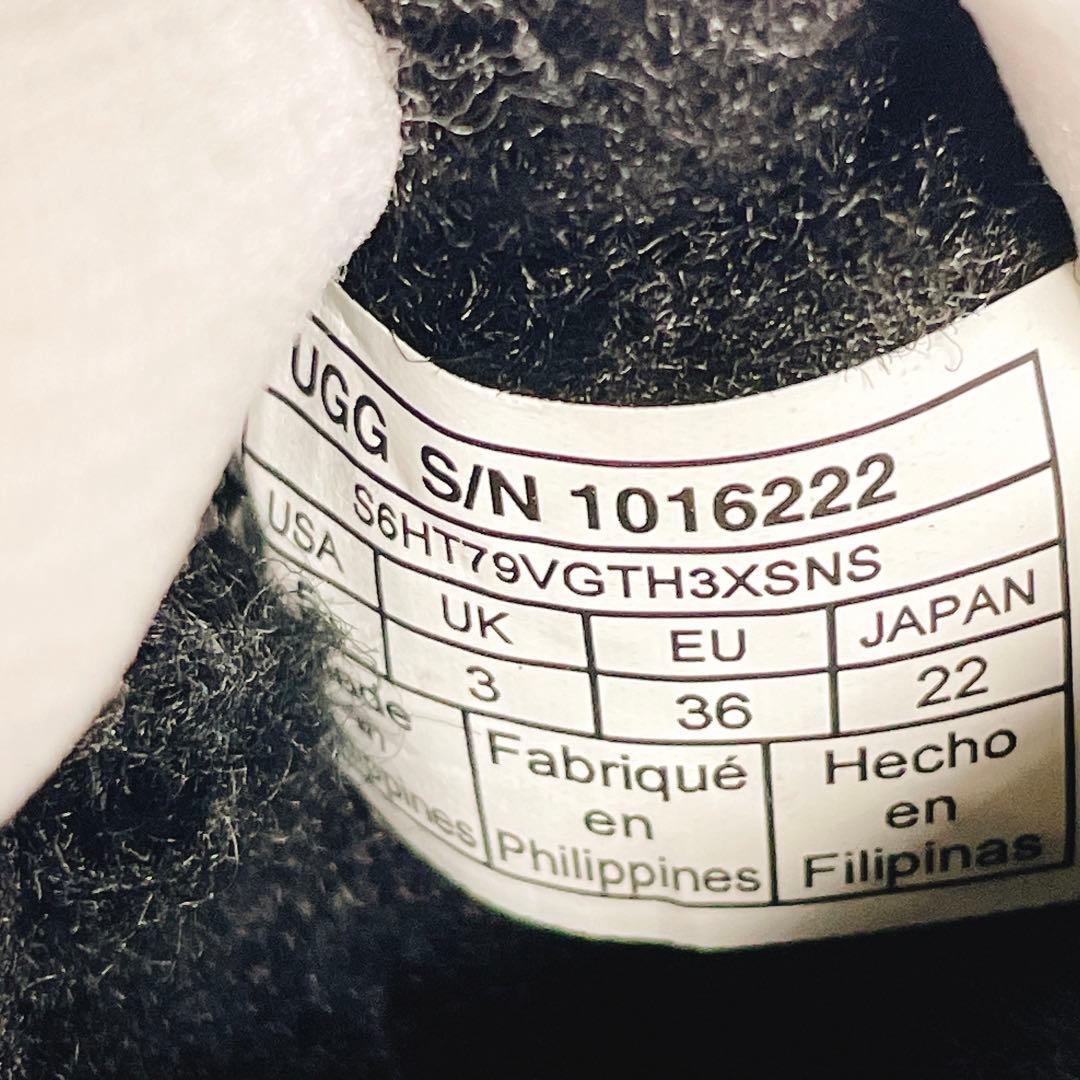 UGG S/N 1016222
S6HT79VGTH3XSNS
USA UK EU JAPAN
3 36 22
Fabriqué Hecho
en en
Philippines Filipinas